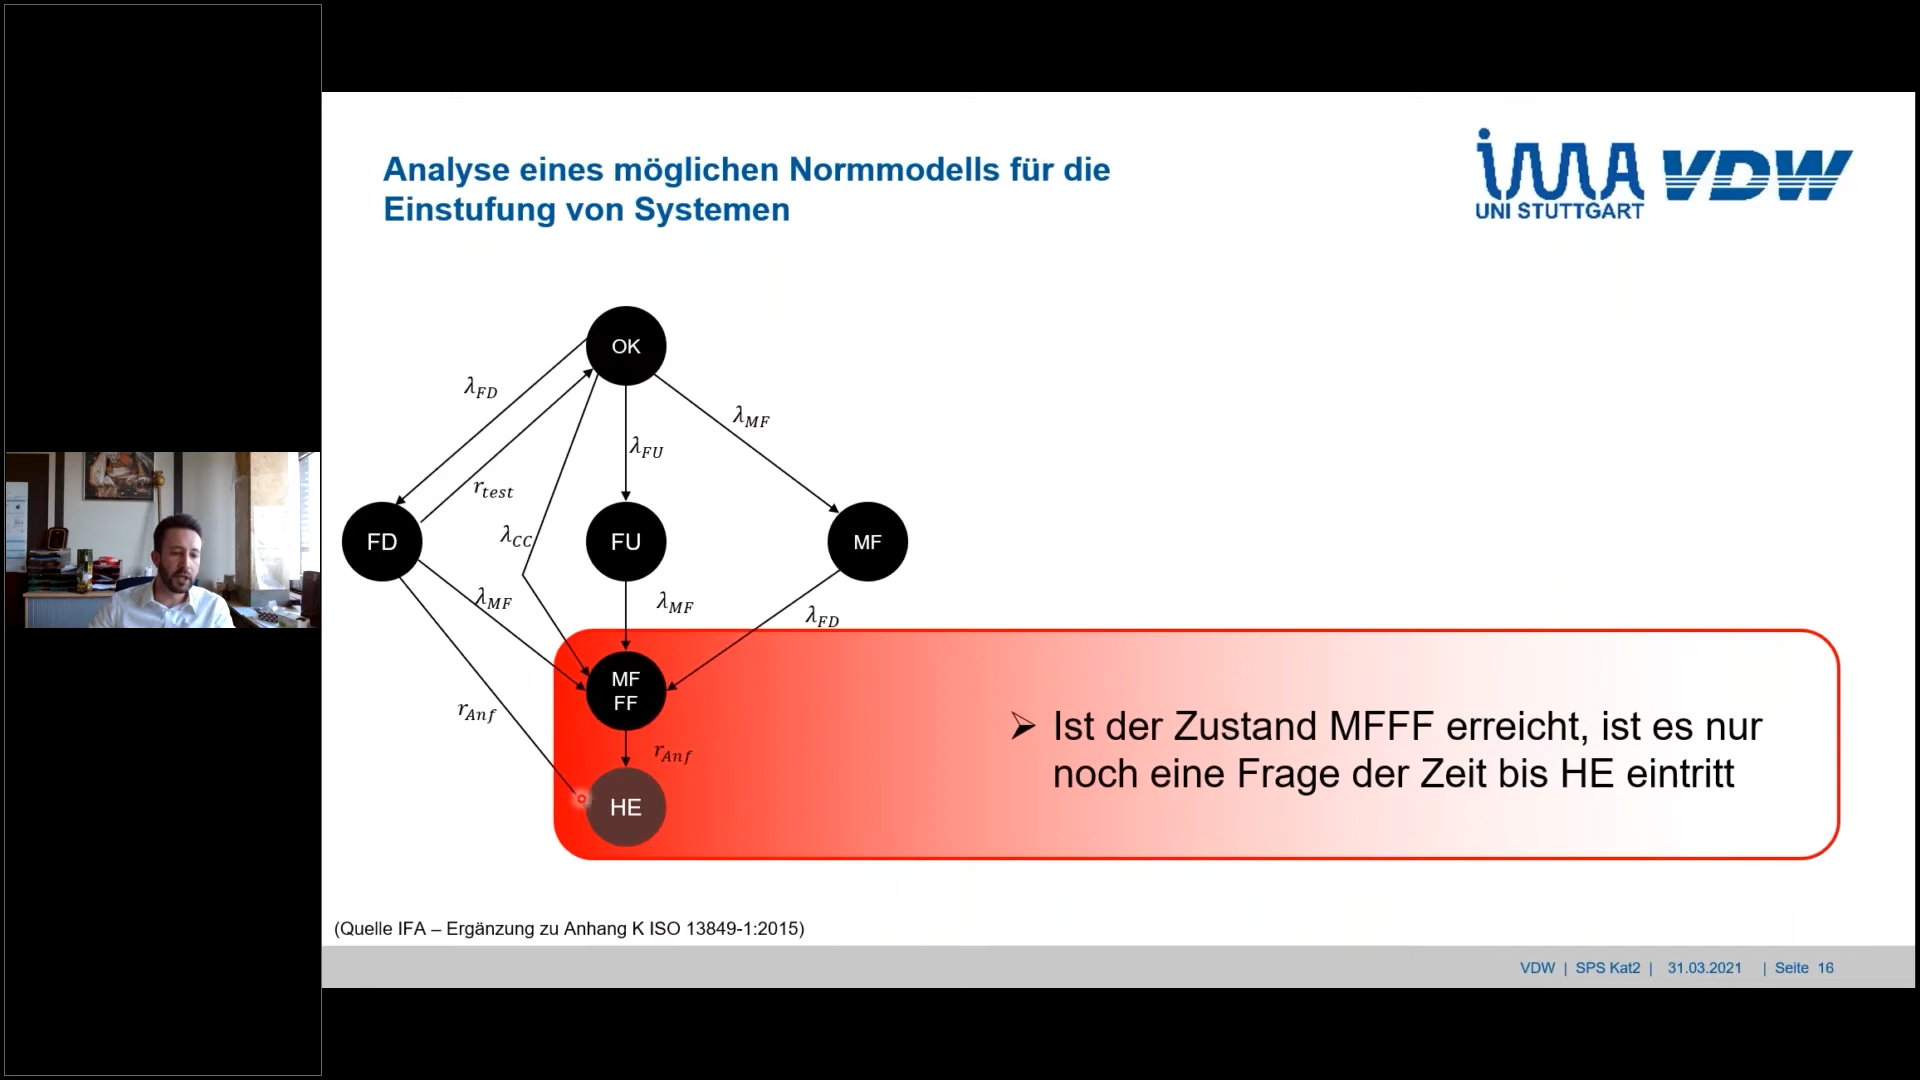 Analyse eines möglichen Normmodells für die
Einstufung von Systemen
ima
UNI STUTTGART
VDW
OK
λFD
λMF
λFU
rtest
λCC
FD
FU
MF
λMF
λMF
λFD
MF
FF
rAnf
rAnf
HE
➢ Ist der Zustand MFFF erreicht, ist es nur
noch eine Frage der Zeit bis HE eintritt
(Quelle IFA – Ergänzung zu Anhang K ISO 13849-1:2015)
VDW | SPS Kat2 | 31.03.2021 | Seite 16